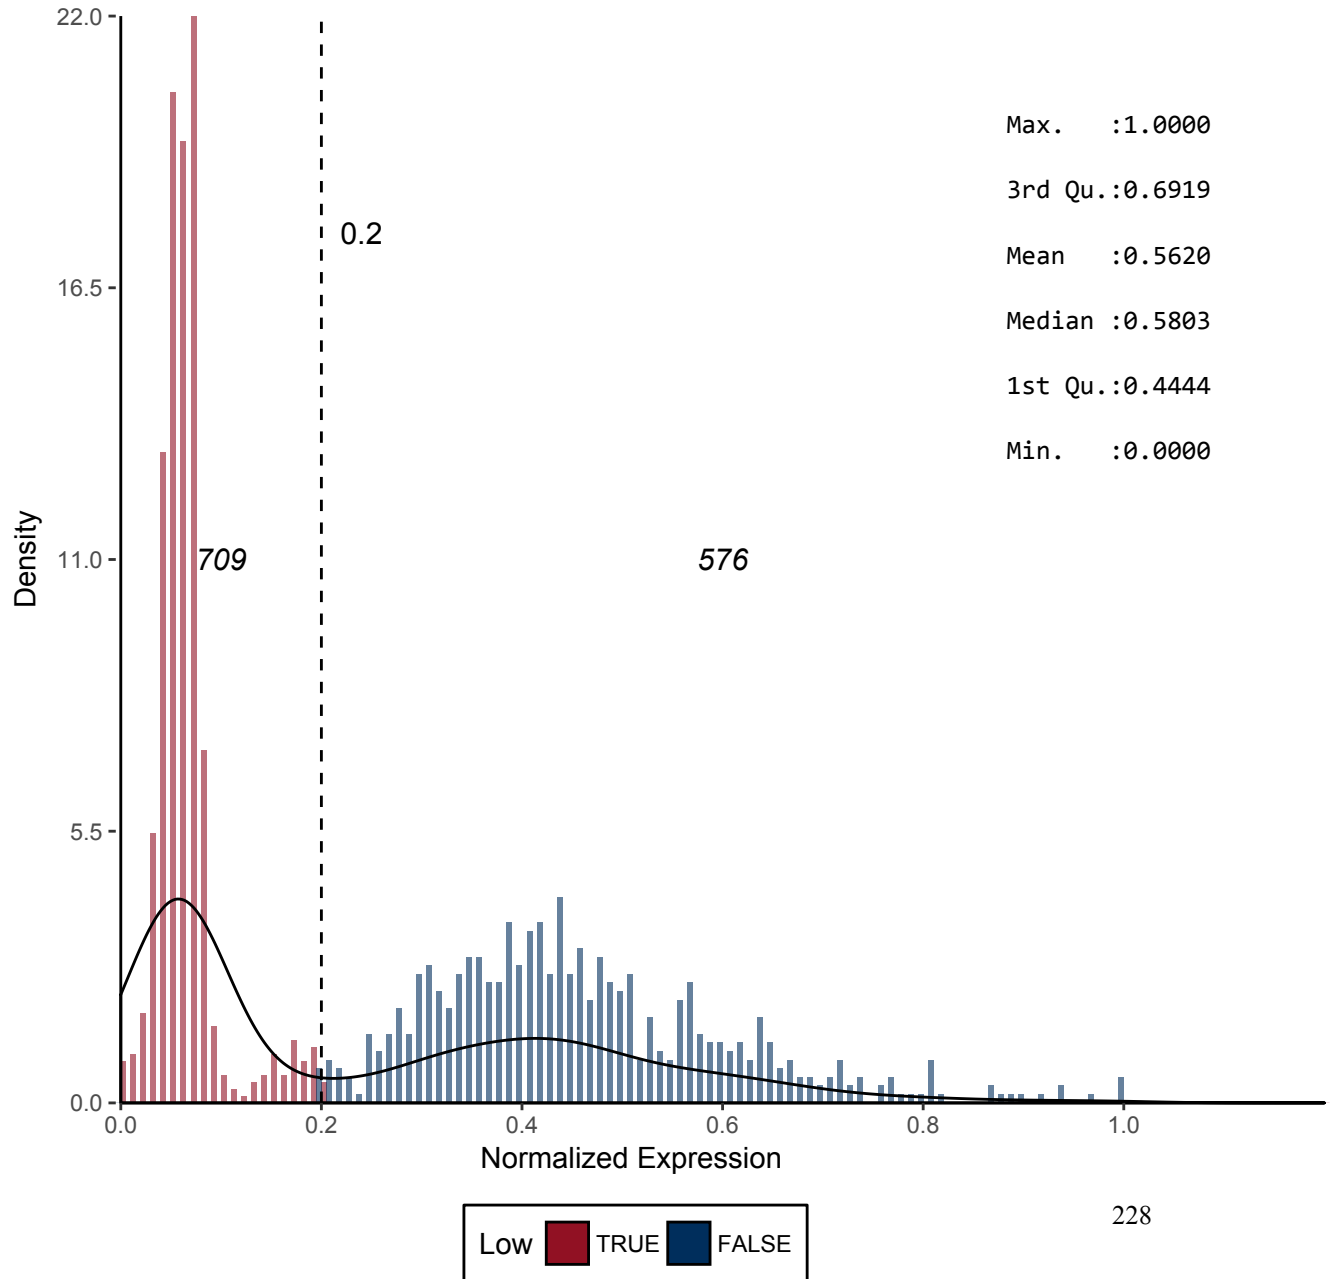 22.0
Max. :1.0000
3rd Qu.:0.6919
0.2
Mean :0.5620
16.5
Median :0.5803
1st Qu.:0.4444
Min. :0.0000
Density
11.0
709
576
5.5
0.0
0.0 0.2 0.4 0.6 0.8 1.0
Normalized Expression
228
Low TRUE FALSE